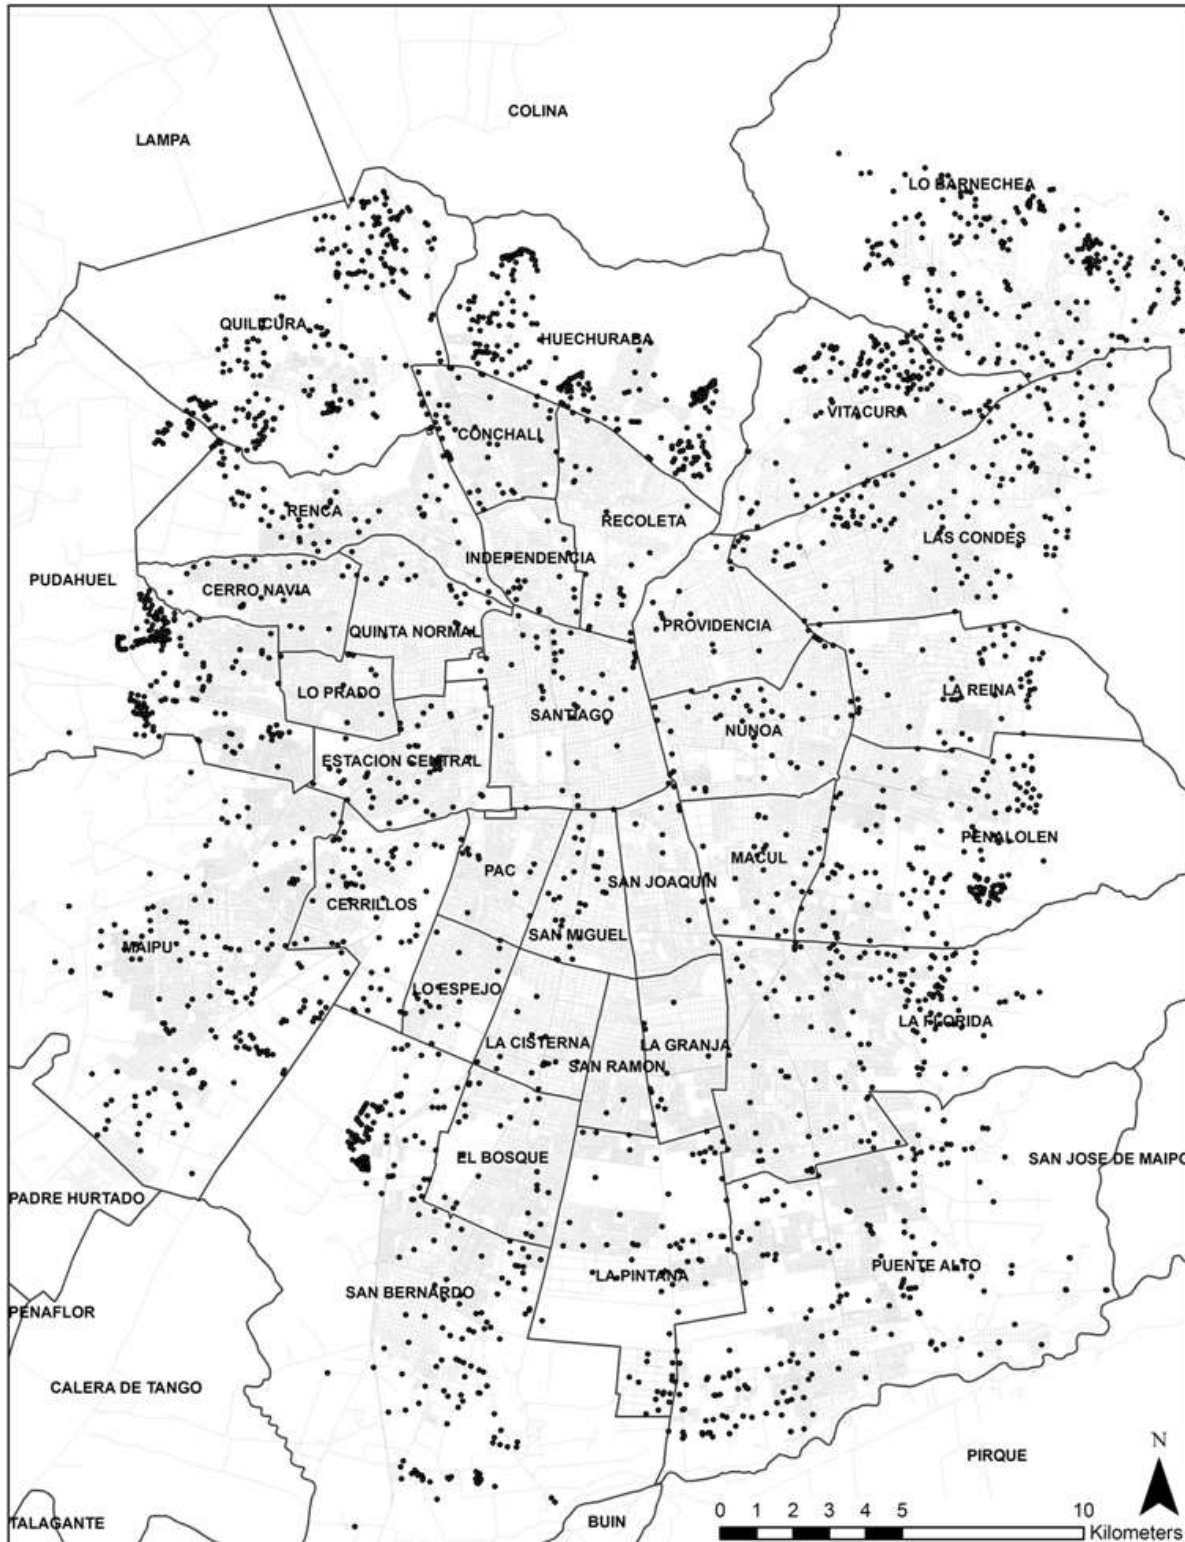 COLINA
LAMPA
LO BARNECHEA
QUILICURA
HUECHURABA
VITACURA
CONCHALI
RENCA
RECOLETA
LAS CONDES
INDEPENDENCIA
PUDAHUEL
CERRO NAVIA
QUINTA NORMAL
PROVIDENCIA
LO PRADO
LA REINA
SANTIAGO
NUNOA
ESTACION CENTRAL
PENALOLEN
MACUL
PAC
SAN JOAQUIN
CERRILLOS
SAN MIGUEL
MAIPU
LO ESPEJO
LA FLORIDA
LA CISTERNA
LA GRANJA
SAN RAMON
EL BOSQUE
SAN JOSE DE MAIPO
PADRE HURTADO
PUENTE ALTO
LA PINTANA
SAN BERNARDO
PENAFLOR
CALERA DE TANGO
PIRQUE
N
TALAGANTE
BUIN
0 1 2 3 4 5 10
Kilometers